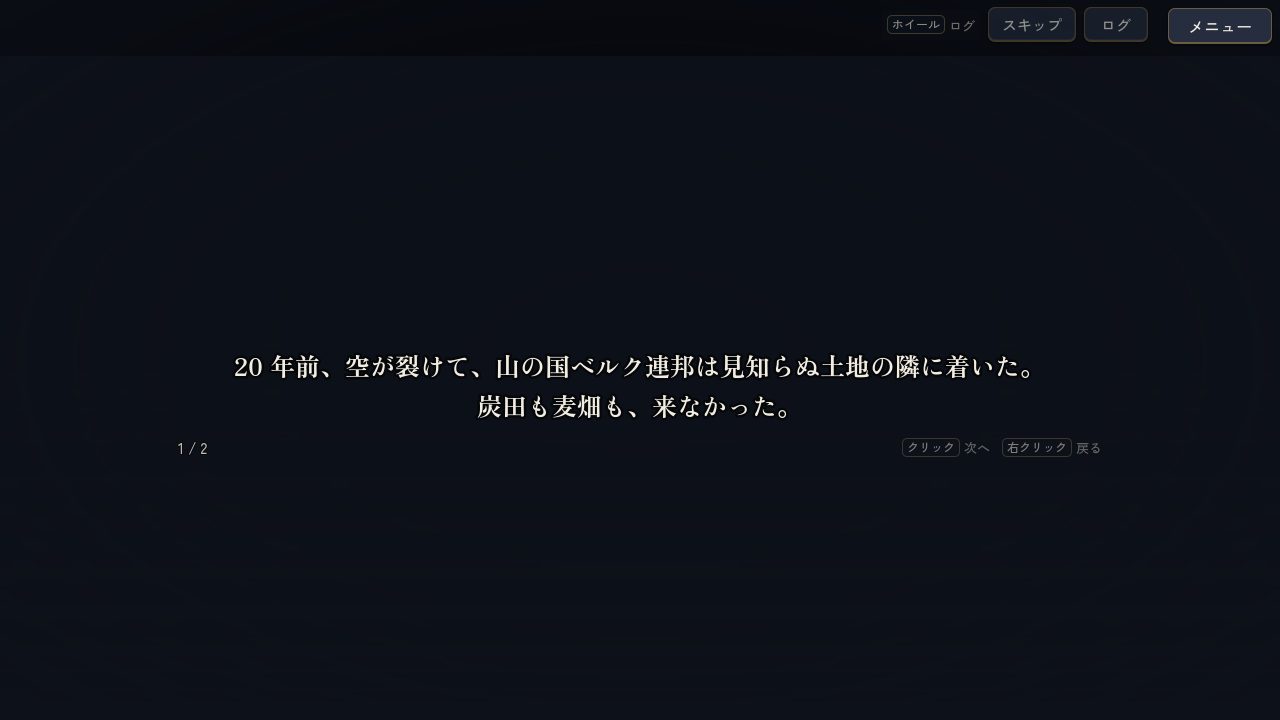 ホイール ログ スキップ ログ メニュー
20 年前、空が裂けて、山の国ベルク連邦は見知らぬ土地の隣に着いた。
炭田も麦畑も、来なかった。
1 / 2 クリック 次へ 右クリック 戻る